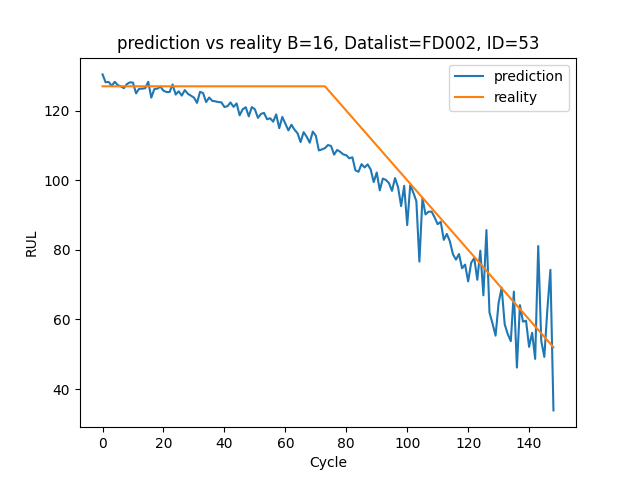 prediction vs reality B=16, Datalist=FD002, ID=53
prediction
reality
120
100
80
60
40
RUL
0 20 40 60 80 100 120 140
Cycle